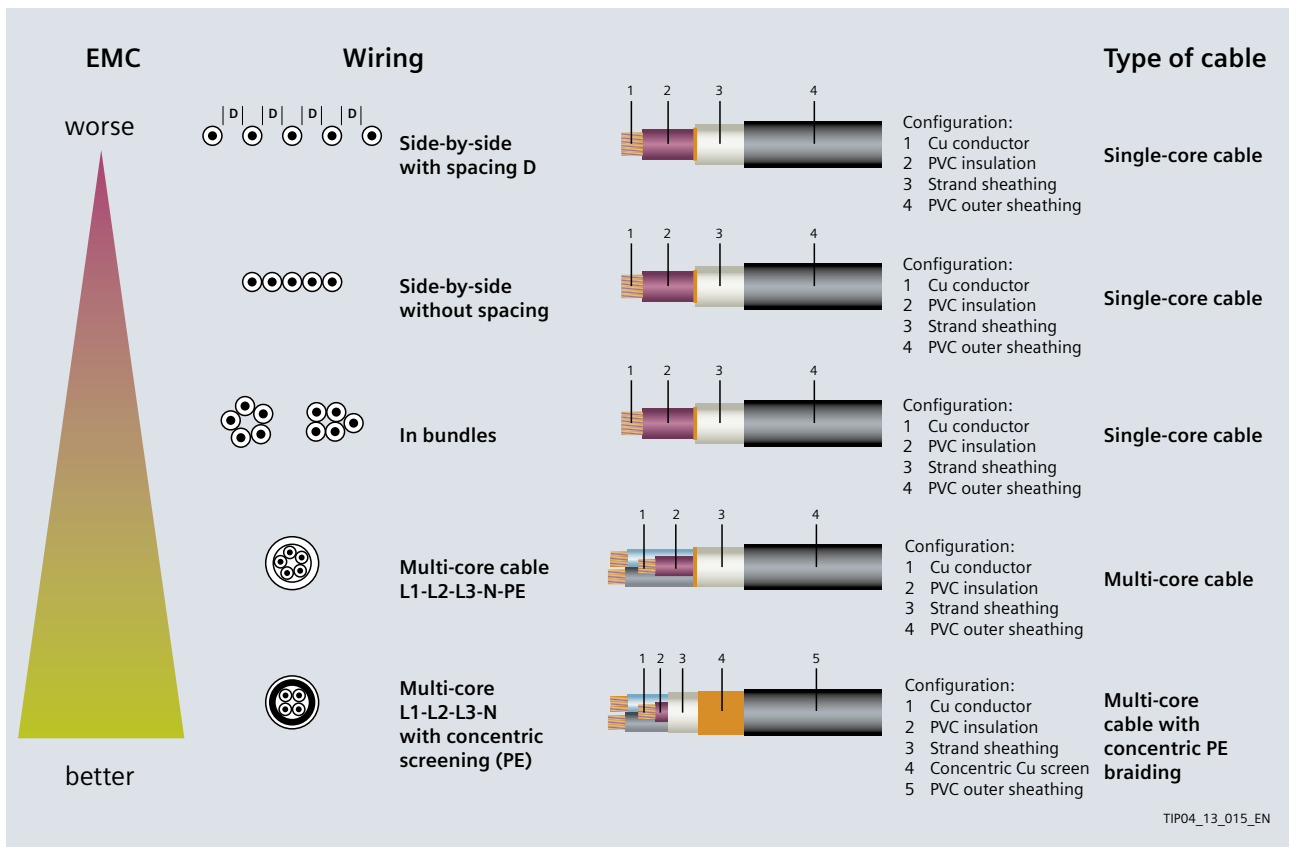 EMC
Wiring
Type of cable
worse
D D D D
Side-by-side
with spacing D
1 2 3 4
Configuration:
1 Cu conductor
2 PVC insulation
3 Strand sheathing
4 PVC outer sheathing
Single-core cable
Side-by-side
without spacing
1 2 3 4
Configuration:
1 Cu conductor
2 PVC insulation
3 Strand sheathing
4 PVC outer sheathing
Single-core cable
In bundles
1 2 3 4
Configuration:
1 Cu conductor
2 PVC insulation
3 Strand sheathing
4 PVC outer sheathing
Single-core cable
Multi-core cable
L1-L2-L3-N-PE
1 2 3 4
Configuration:
1 Cu conductor
2 PVC insulation
3 Strand sheathing
4 PVC outer sheathing
Multi-core cable
Multi-core
L1-L2-L3-N
with concentric
screening (PE)
1 2 3 4 5
Configuration:
1 Cu conductor
2 PVC insulation
3 Strand sheathing
4 Concentric Cu screen
5 PVC outer sheathing
Multi-core
cable with
concentric PE
braiding
better
TIP04_13_015_EN